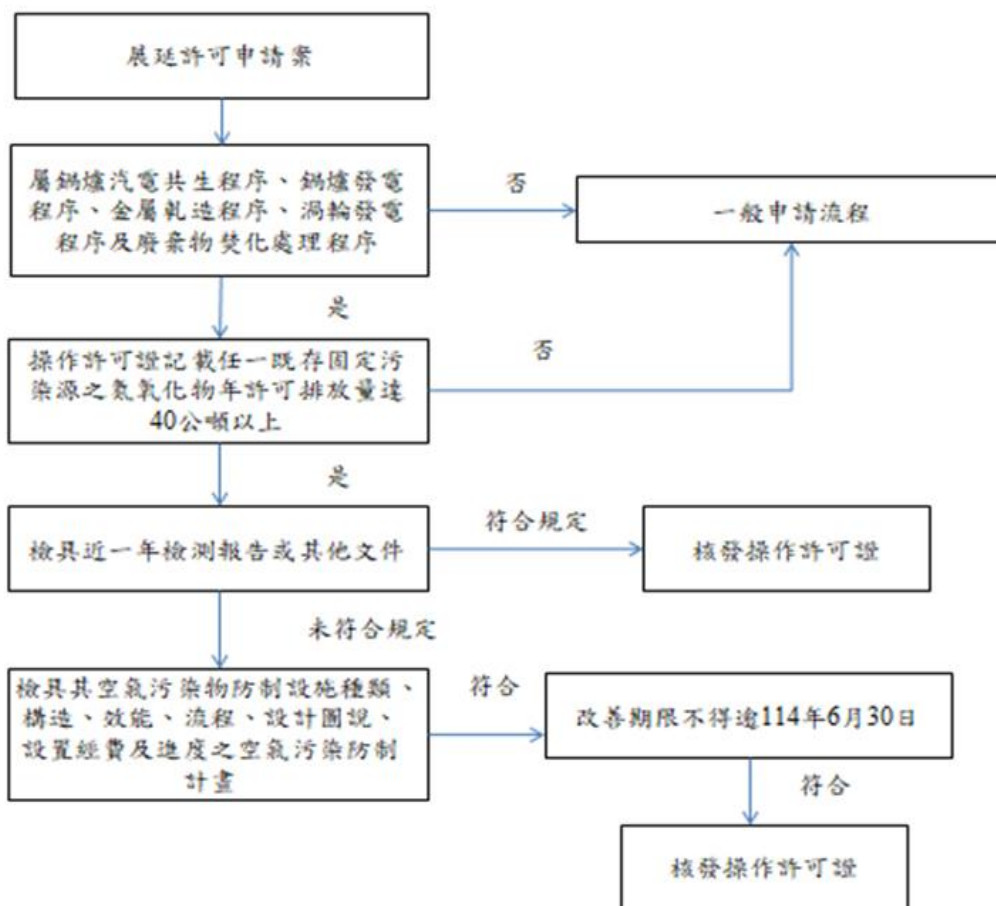 展延許可申請案
屬鍋爐汽電共生程序、鍋爐發電
程序、金屬軋造程序、渦輪發電
程序及廢棄物焚化處理程序
否
一般申請流程
是
操作許可證記載任一既存固定污
染源之氮氧化物年許可排放量達
40公噸以上
否
是
檢具近一年檢測報告或其他文件
符合規定
核發操作許可證
未符合規定
檢具其空氣污染物防制設施種類、
構造、效能、流程、設計圖說、
設置經費及進度之空氣污染防制
計畫
符合
改善期限不得逾114年6月30日
符合
核發操作許可證